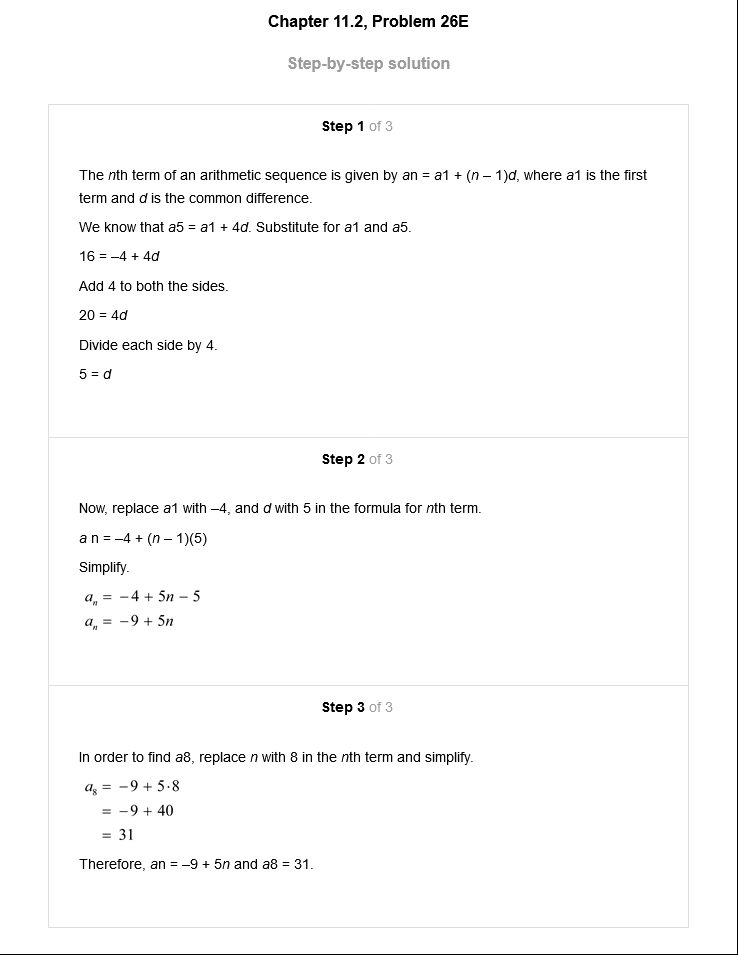 Chapter 11.2, Problem 26E
Step-by-step solution
Step 1 of 3
The nth term of an arithmetic sequence is given by an = a1 + (n – 1)d, where a1 is the first
term and d is the common difference.
We know that a5 = a1 + 4d. Substitute for a1 and a5.
16 = –4 + 4d
Add 4 to both the sides.
20 = 4d
Divide each side by 4.
5 = d
Step 2 of 3
Now, replace a1 with –4, and d with 5 in the formula for nth term.
a n = –4 + (n – 1)(5)
Simplify.
aₙ = −4 + 5n − 5
aₙ = −9 + 5n
Step 3 of 3
In order to find a8, replace n with 8 in the nth term and simplify.
a₈ = −9 + 5·8
= −9 + 40
= 31
Therefore, an = –9 + 5n and a8 = 31.